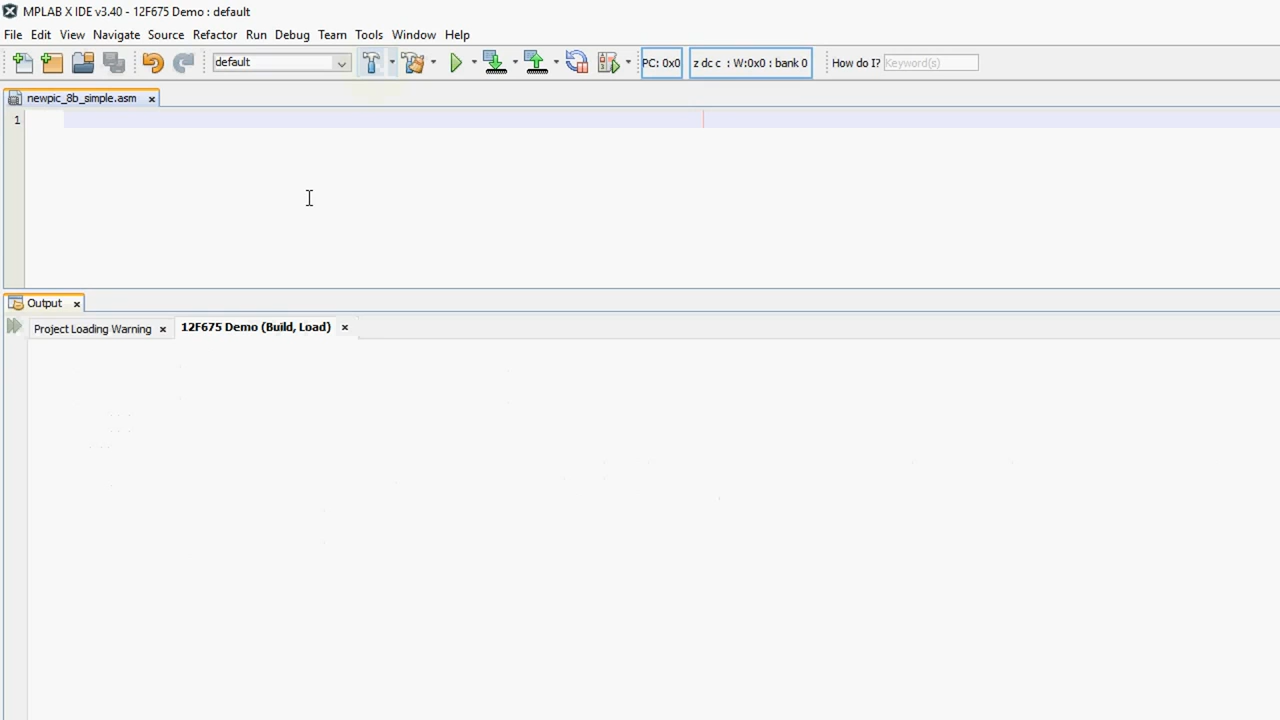 MPLAB X IDE v3.40 - 12F675 Demo : default
File Edit View Navigate Source Refactor Run Debug Team Tools Window Help
default PC: 0x0 z dc c : W:0x0 : bank 0 How do I? Keyword(s)
newpic_8b_simple.asm
1
Output
Project Loading Warning 12F675 Demo (Build, Load)